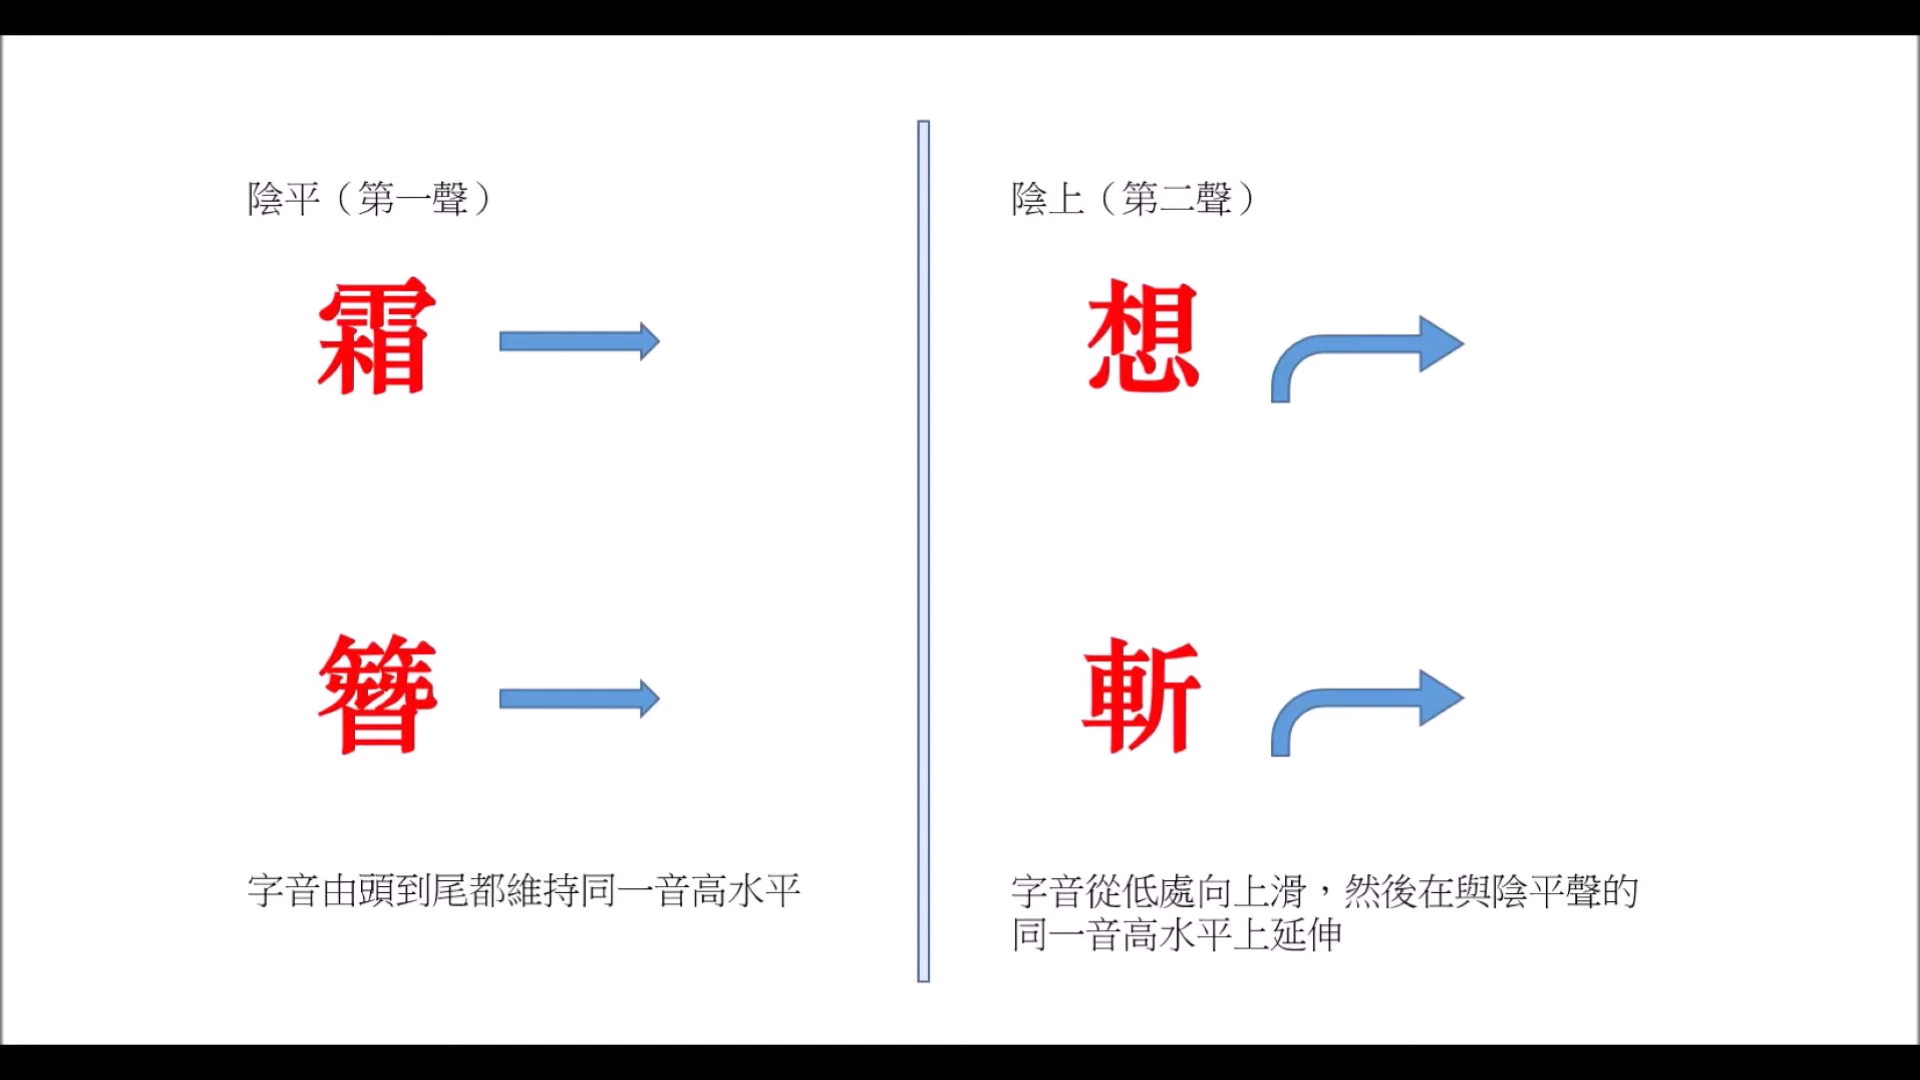 陰平（第一聲）
霜
簪
字音由頭到尾都維持同一音高水平
陰上（第二聲）
想
斬
字音從低處向上滑，然後在與陰平聲的
同一音高水平上延伸